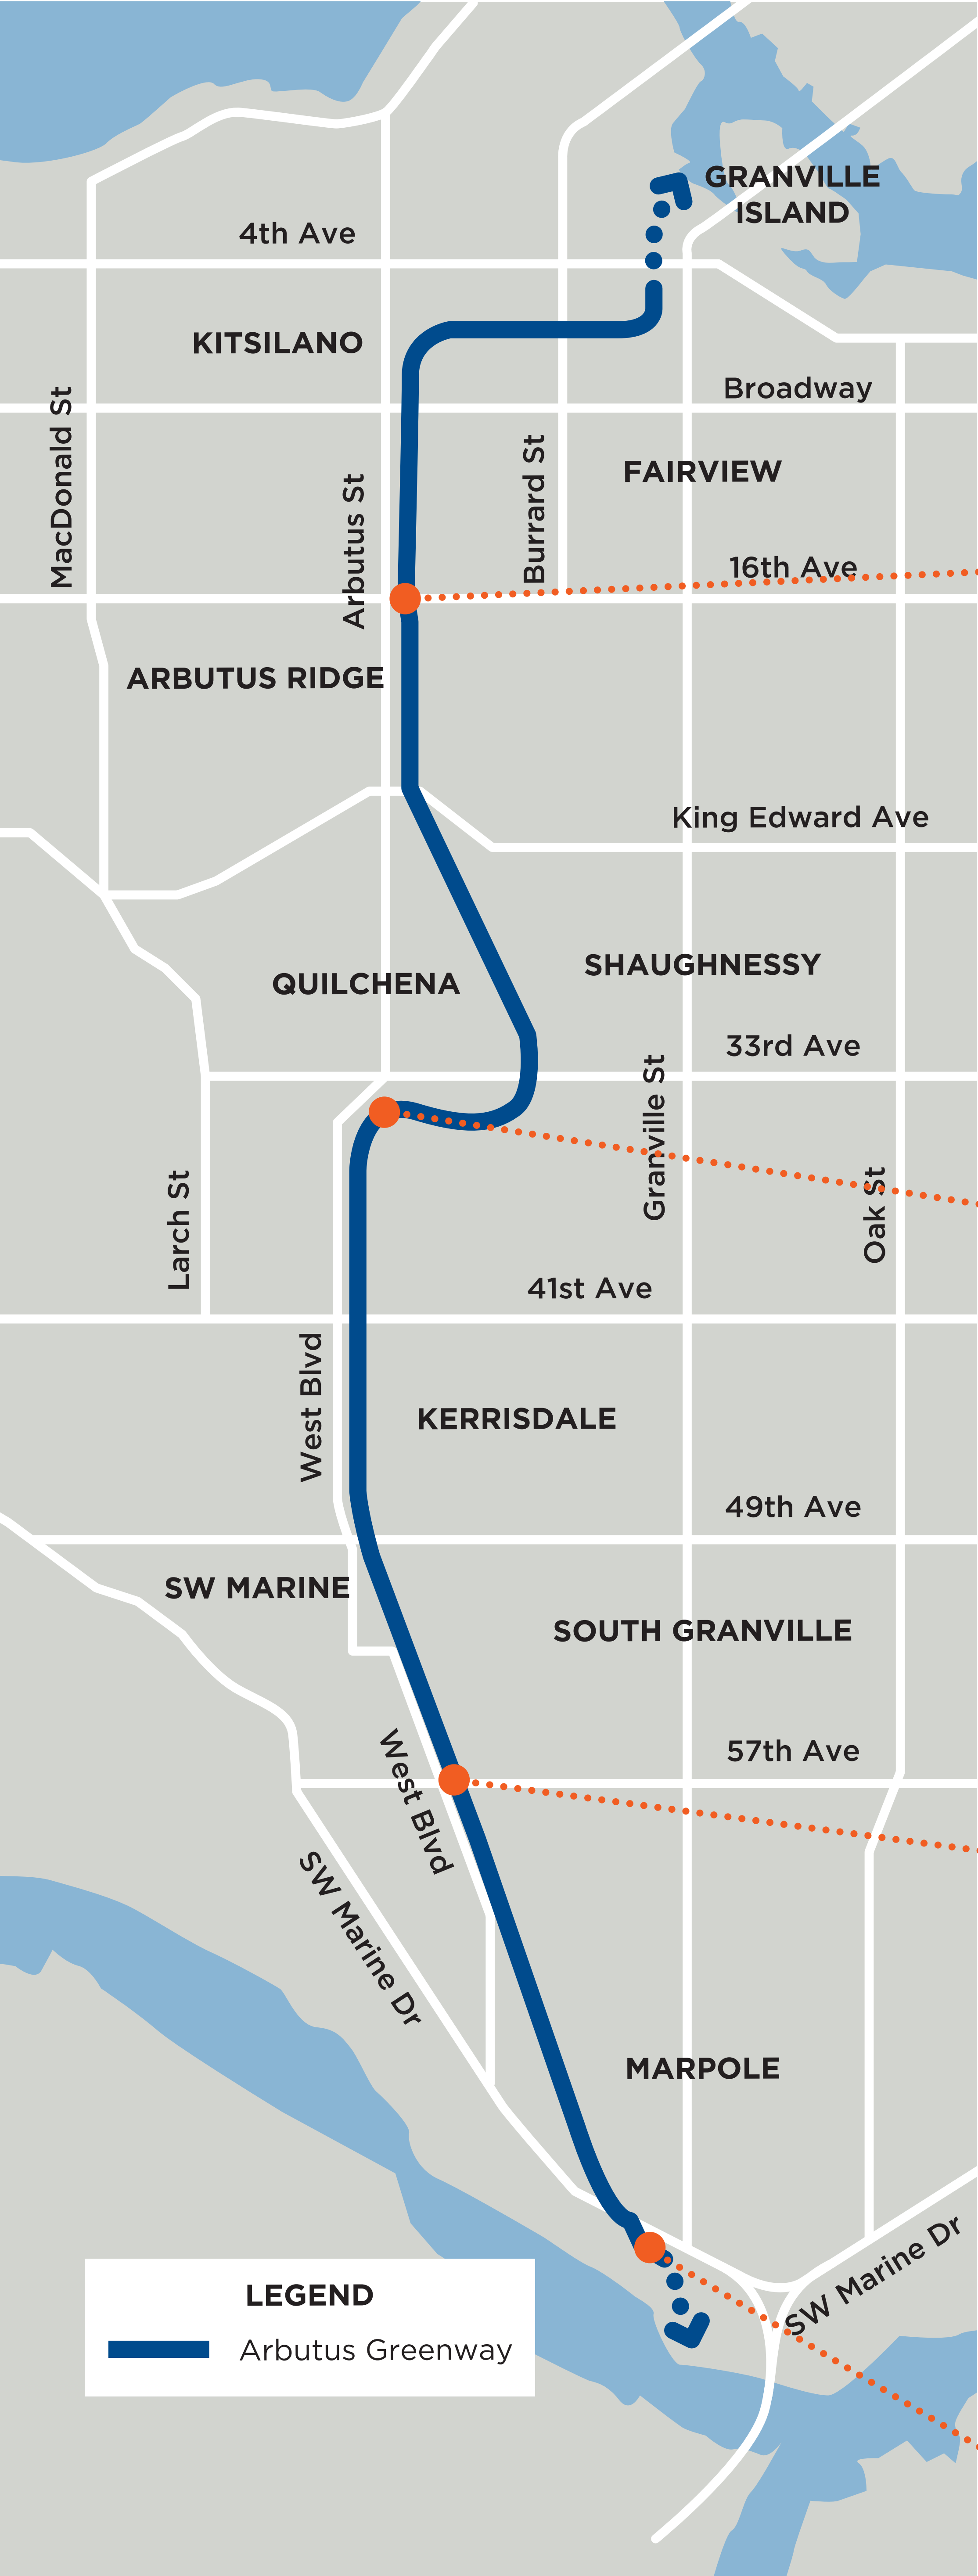 GRANVILLE
ISLAND
4th Ave
KITSILANO
Broadway
MacDonald St
Arbutus St
Burrard St
FAIRVIEW
16th Ave
ARBUTUS RIDGE
King Edward Ave
SHAUGHNESSY
QUILCHENA
33rd Ave
Granville St
Larch St
Oak St
41st Ave
West Blvd
KERRISDALE
49th Ave
SW MARINE
SOUTH GRANVILLE
57th Ave
West Blvd
SW Marine Dr
MARPOLE
SW Marine Dr
LEGEND
Arbutus Greenway